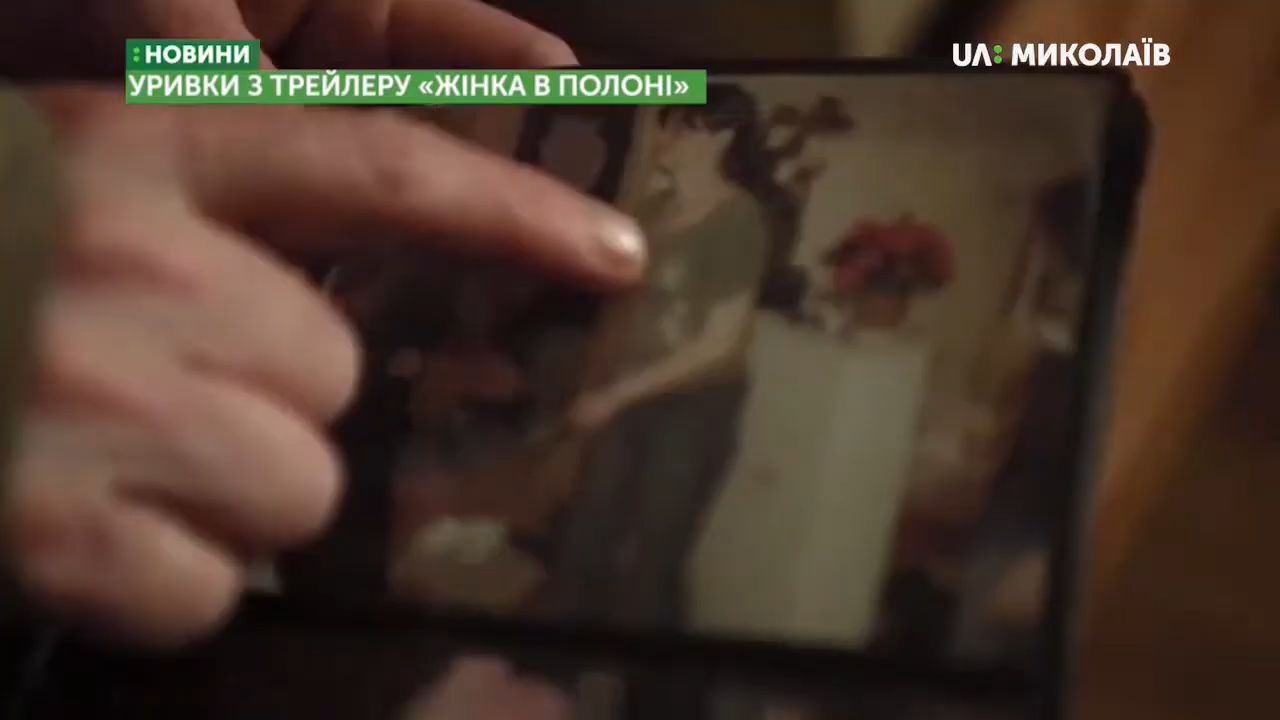 :НОВИНИ
UA: МИКОЛАЇВ
УРИВКИ З ТРЕЙЛЕРУ «ЖІНКА В ПОЛОНІ»